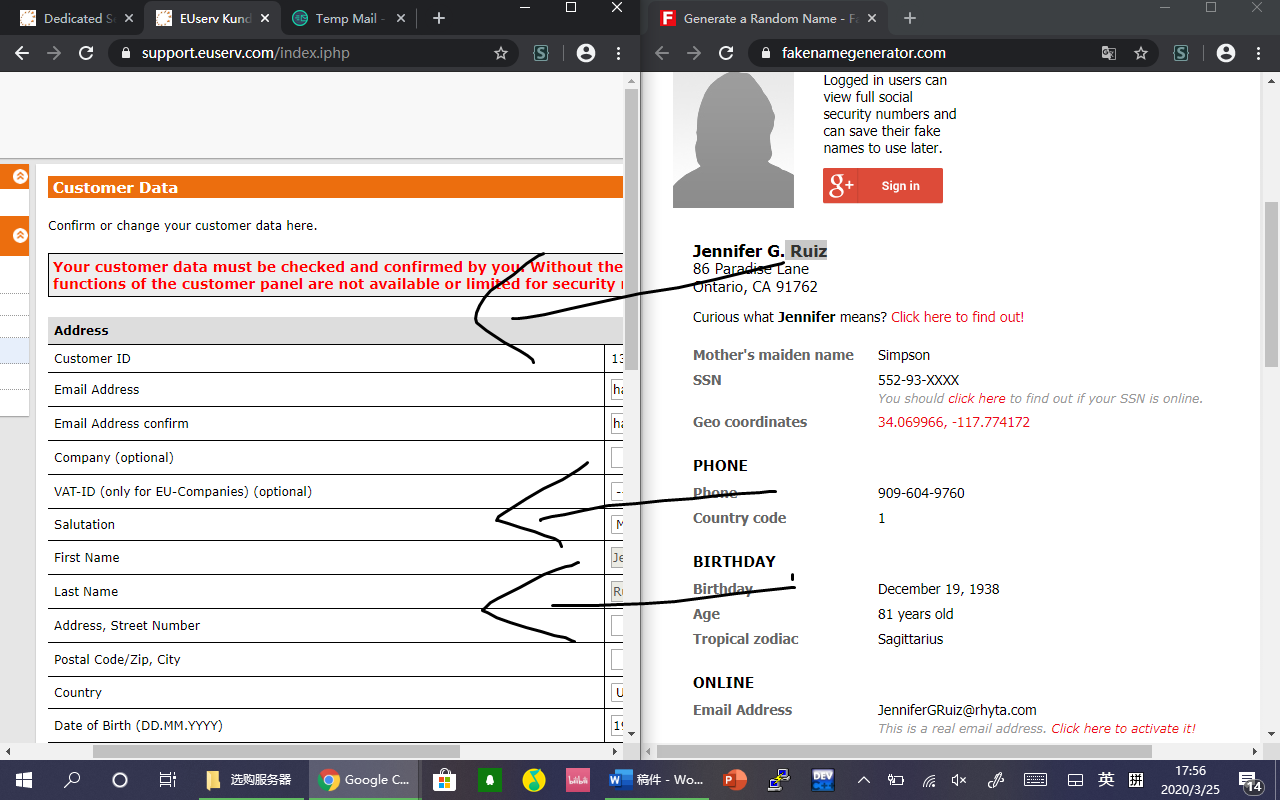 Dedicated S
EUserv Kund
Temp Mail -
Generate a Random Name - Fa
support.euserv.com/index.iphp
fakenamegenerator.com
Customer Data
Confirm or change your customer data here.
Your customer data must be checked and confirmed by you. Without the
functions of the customer panel are not available or limited for security r
Address
Customer ID 13
Email Address ha
Email Address confirm ha
Company (optional)
VAT-ID (only for EU-Companies) (optional) --
Salutation M
First Name Je
Last Name Ru
Address, Street Number
Postal Code/Zip, City
Country U
Date of Birth (DD.MM.YYYY) 19
Logged in users can
view full social
security numbers and
can save their fake
names to use later.
g+ Sign in
Jennifer G. Ruiz
86 Paradise Lane
Ontario, CA 91762
Curious what Jennifer means? Click here to find out!
Mother's maiden name Simpson
SSN 552-93-XXXX
You should click here to find out if your SSN is online.
Geo coordinates 34.069966, -117.774172
PHONE
Phone 909-604-9760
Country code 1
BIRTHDAY
Birthday December 19, 1938
Age 81 years old
Tropical zodiac Sagittarius
ONLINE
Email Address JenniferGRuiz@rhyta.com
This is a real email address. Click here to activate it!
选购服务器
Google C...
稿件 - Wo...
DEV
英
拼
17:56
2020/3/25
14